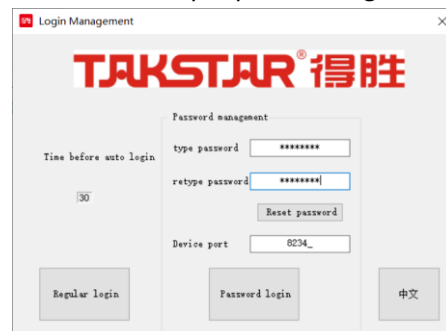 Login Management
TAKSTAR®得胜
Password management
type password ********
Time before auto login
retype password ********
30
Reset password
Device port 8234_
Regular login
Password login
中文